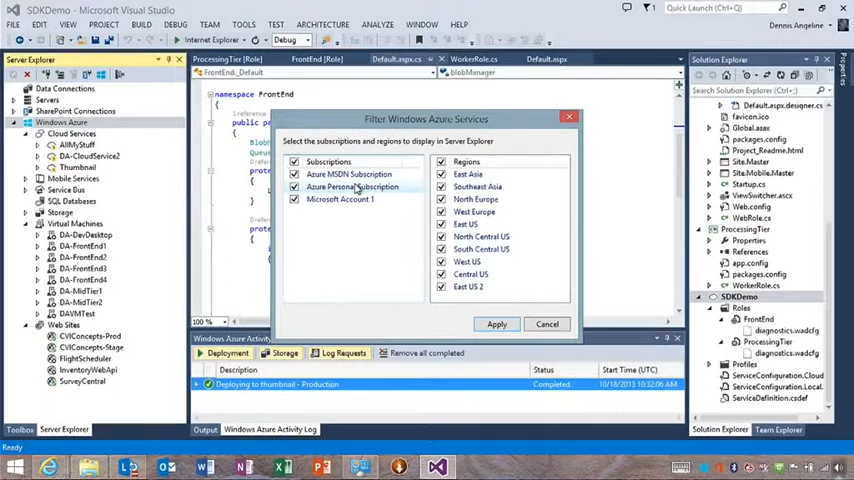 SDKDemo - Microsoft Visual Studio
Quick Launch (Ctrl+Q)
FILE EDIT VIEW PROJECT BUILD DEBUG TEAM TOOLS TEST ARCHITECTURE ANALYZE WINDOW HELP
Dennis Angeline
Internet Explorer
Debug
Server Explorer
Data Connections
Servers
SharePoint Connections
Windows Azure
Cloud Services
AllMyStuff
DA-CloudService2
Thumbnail
Mobile Services
Service Bus
SQL Databases
Storage
Virtual Machines
DA-DevDesktop
DA-FrontEnd1
DA-FrontEnd2
DA-FrontEnd3
DA-FrontEnd4
DA-MidTier1
DA-MidTier2
DAVMTest
Web Sites
CVIConcepts-Prod
CVIConcepts-Stage
FlightScheduler
InventoryWebApi
SurveyCentral
Toolbox Server Explorer
ProcessingTier [Role] FrontEnd [Role] Default.aspx.cs WorkerRole.cs Default.aspx
FrontEnd._Default
blobManager
namespace FrontEnd
{
public
{
0 refere
100 %
Filter Windows Azure Services
Select the subscriptions and regions to display in Server Explorer
Subscriptions
Azure MSDN Subscription
Azure Personal Subscription
Microsoft Account 1
Regions
East Asia
Southeast Asia
North Europe
West Europe
East US
North Central US
South Central US
West US
Central US
East US 2
Apply Cancel
Windows Azure Activity
Deployment Storage Log Requests Remove all completed
Description Status Start Time (UTC)
Deploying to thumbnail - Production Completed 10/18/2013 10:32:06 AM
Output Windows Azure Activity Log
Solution Explorer
Search Solution Explorer
Default.aspx.designer.cs
favicon.ico
Global.asax
packages.config
Project_Readme.html
Site.Master
Site.Mobile.Master
Startup.cs
ViewSwitcher.ascx
Web.config
WebRole.cs
ProcessingTier
Properties
References
app.config
packages.config
WorkerRole.cs
SDKDemo
Roles
FrontEnd
diagnostics.wadcfg
ProcessingTier
diagnostics.wadcfg
Profiles
ServiceConfiguration.Cloud
ServiceConfiguration.Local.
ServiceDefinition.csdef
Solution Explorer Team Explorer
Properties
Ready